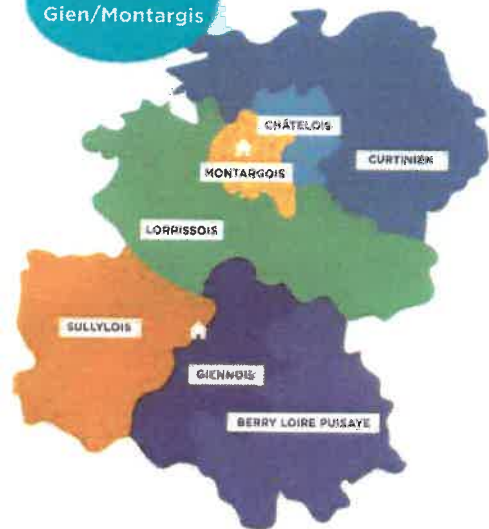 Gien/Montargis
CHÂTELOIS
CURTINIEN
MONTARGOIS
LORRISSOIS
SULLYLOIS
GIENNOIS
BERRY LOIRE PUISAYE